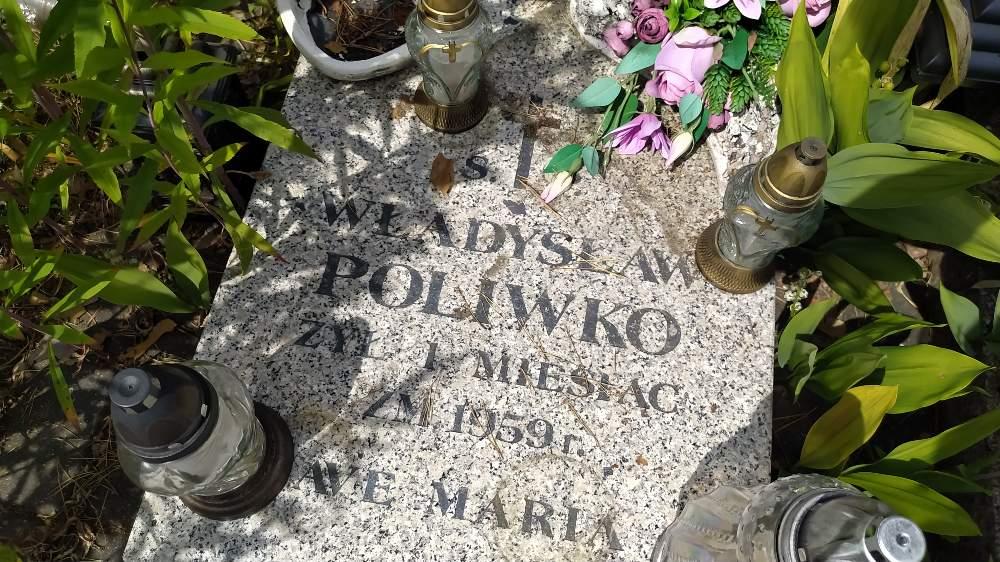 Ś †
WŁADYSŁAW
POLIWKO
ŻYŁ 1 MIESIĄC
ZM 1959 r.
AVE MARIA